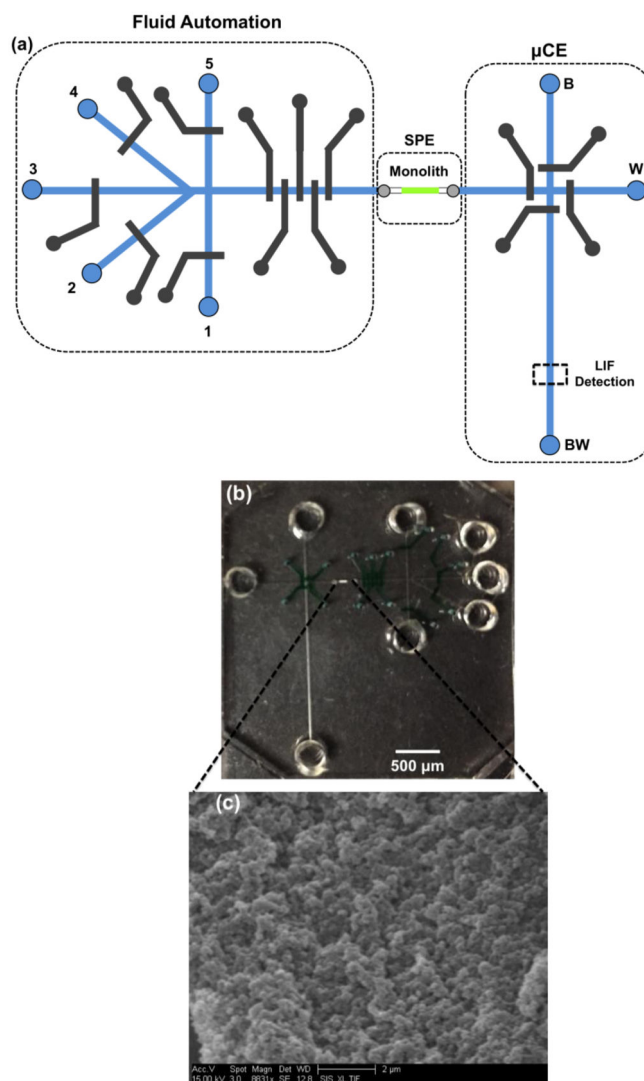 Fluid Automation
(a)
µCE
5
B
4
SPE
3
Monolith
W
2
1
LIF
Detection
BW
(b)
500 µm
(c)
Acc.V Spot Magn Det WD 2 µm
15.00 kV 3.0 8831x SE 12.8 SIS_XI_TIF